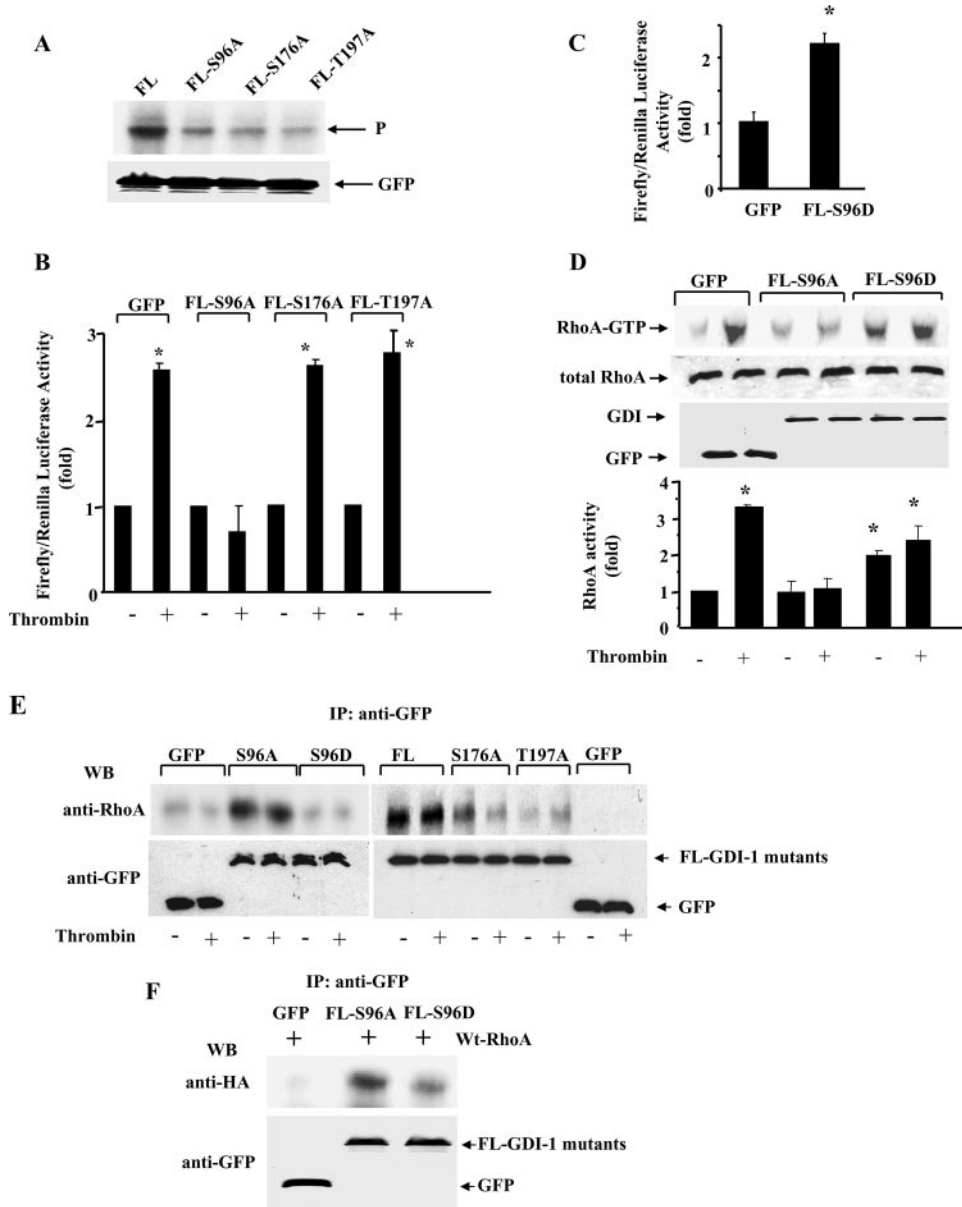 A
FL
FL-S96A
FL-S176A
FL-T197A
P
GFP
B
Firefly/Renilla Luciferase Activity
(fold)
GFP FL-S96A FL-S176A FL-T197A
3
2
1
0
* * *
Thrombin - + - + - + - +
C
Firefly/Renilla Luciferase
Activity
(fold)
2
1
0
*
GFP FL-S96D
D
GFP FL-S96A FL-S96D
RhoA-GTP
total RhoA
GDI
GFP
RhoA activity
(fold)
4
3
2
1
0
* * *
Thrombin - + - + - +
E
IP: anti-GFP
GFP S96A S96D FL S176A T197A GFP
WB
anti-RhoA
anti-GFP
FL-GDI-1 mutants
GFP
Thrombin - + - + - + - + - + - + - +
F
IP: anti-GFP
GFP FL-S96A FL-S96D
+ + + Wt-RhoA
WB
anti-HA
anti-GFP
FL-GDI-1 mutants
GFP